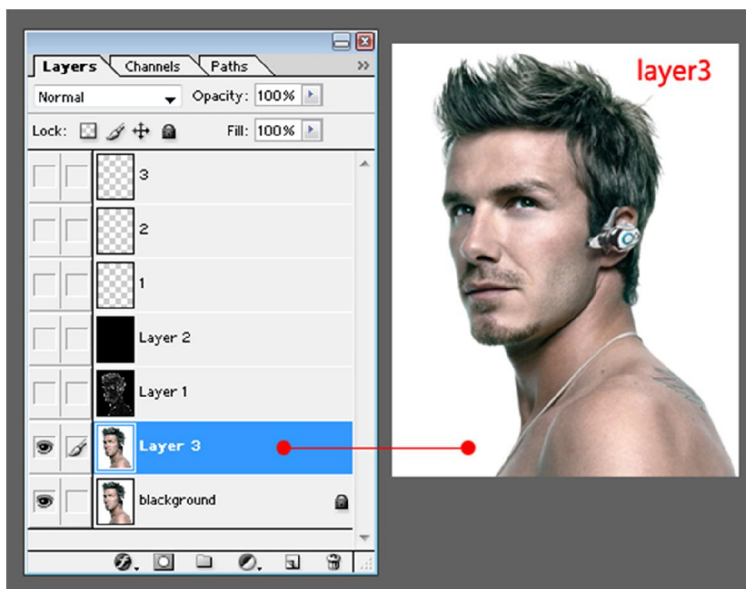 Layers Channels Paths
Normal Opacity: 100%
Lock: Fill: 100%
3
2
1
Layer 2
Layer 1
Layer 3
blackground
layer3